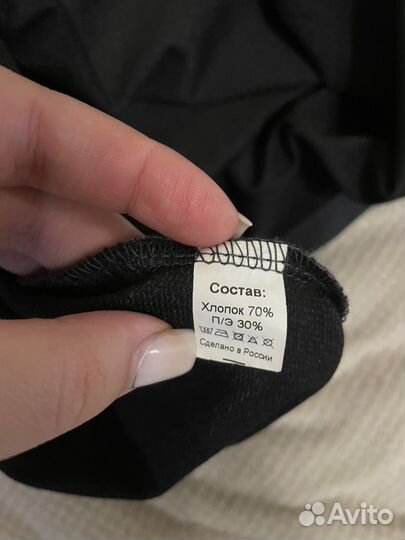 Состав:
Хлопок 70%
П/Э 30%
Сделано в России
Avito